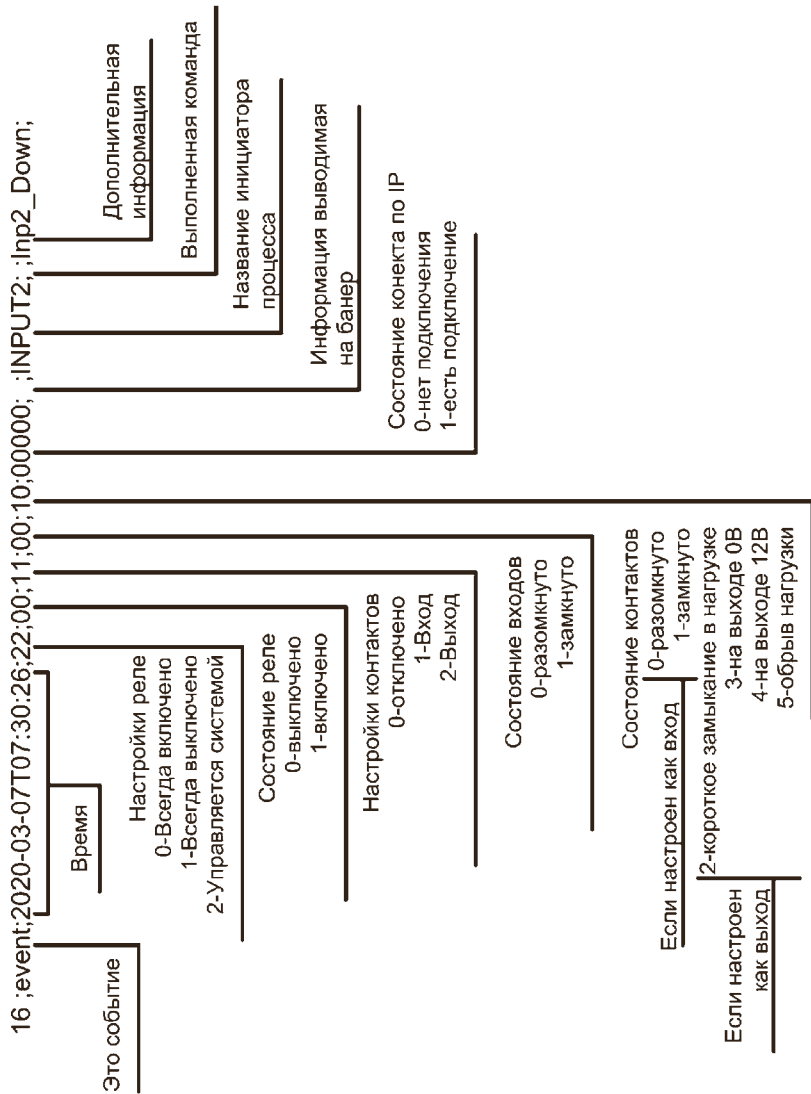 16 ;event;2020-03-07T07:30:26;22;00;11;00;10;00000; ;INPUT2; ;Inp2_Down;
Это событие
Время
Настройки реле
0-Всегда включено
1-Всегда выключено
2-Управляется системой
Состояние реле
0-выключено
1-включено
Настройки контактов
0-отключено
1-Вход
2-Выход
Состояние входов
0-разомкнуто
1-замкнуто
Состояние контактов
Если настроен как вход
0-разомкнуто
1-замкнуто
Если настроен
как выход
2-короткое замыкание в нагрузке
3-на выходе 0В
4-на выходе 12В
5-обрыв нагрузки
Состояние конекта по IP
0-нет подключения
1-есть подключение
Информация выводимая
на банер
Название инициатора
процесса
Выполненная команда
Дополнительная
информация